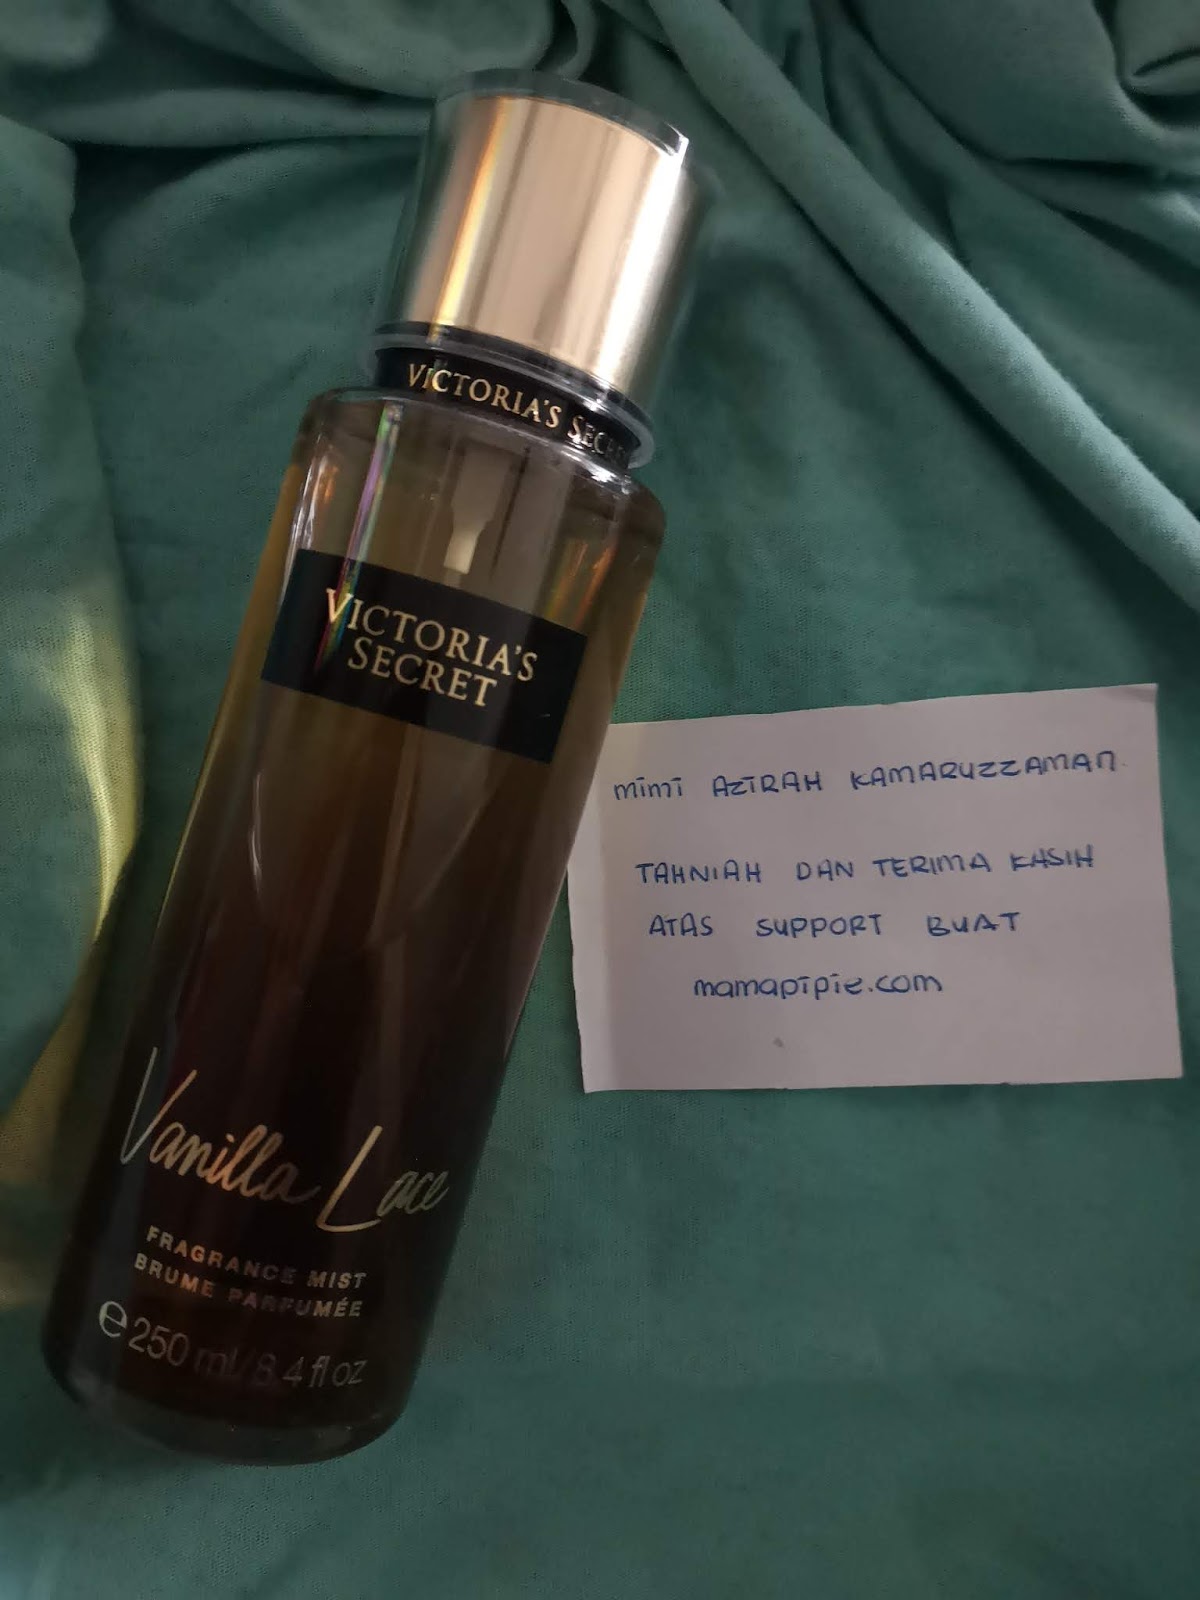 VICTORIA'S SECRET
VICTORIA'S
SECRET
Vanilla Lace
FRAGRANCE MIST
BRUME PARFUMÉE
e 250 ml/8.4 fl oz
mimi AZIRAH KAMARUZZAMAN.
TAHNIAH DAN TERIMA KASIH
ATAS SUPPORT BUAT
mamapipie.com